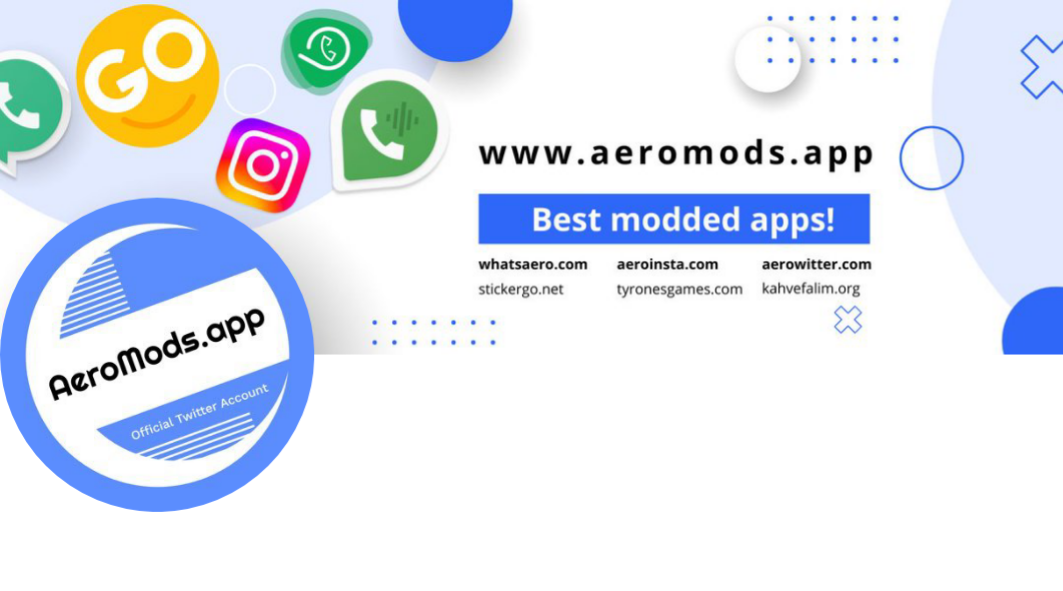 GO
www.aeromods.app
Best modded apps!
whatsaero.com aeroinsta.com aerowitter.com
stickergo.net tyronesgames.com kahvefalim.org
AeroMods.app
Official Twitter Account